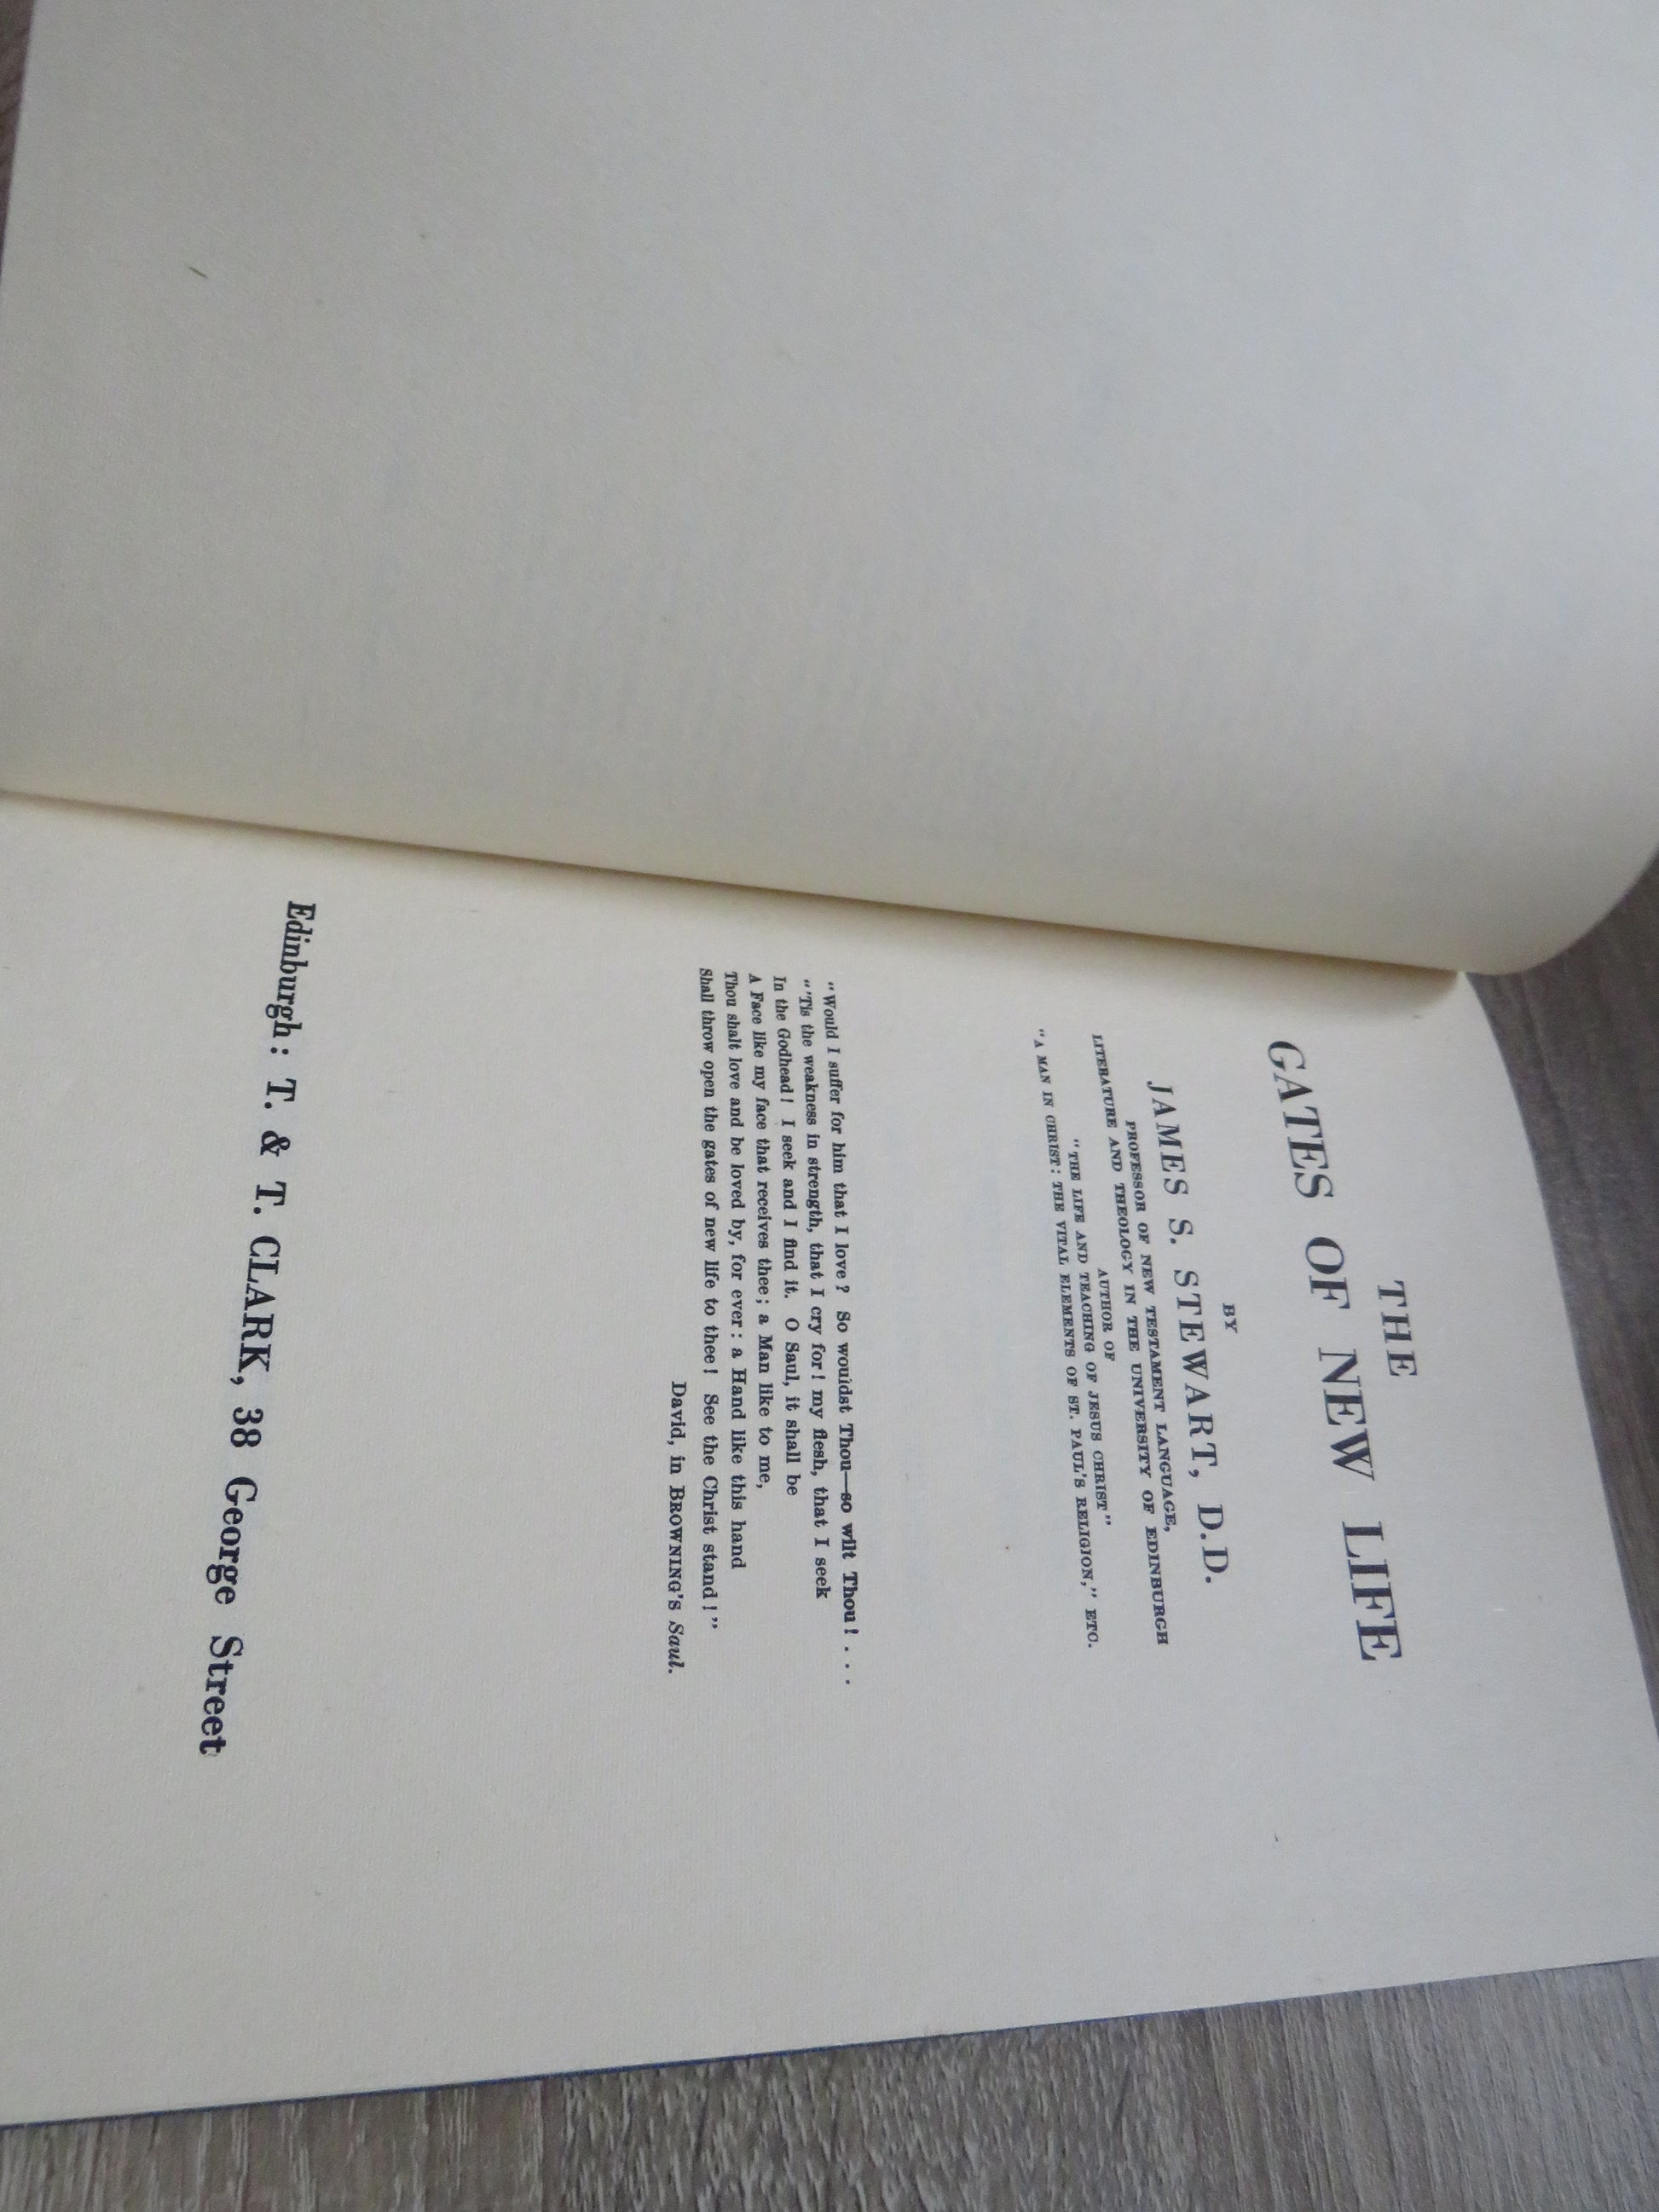 THE
GATES OF NEW LIFE
BY
JAMES S. STEWART, D.D.
PROFESSOR OF NEW TESTAMENT LANGUAGE,
LITERATURE AND THEOLOGY IN THE UNIVERSITY OF EDINBURGH
AUTHOR OF
"THE LIFE AND TEACHING OF JESUS CHRIST"
"A MAN IN CHRIST: THE VITAL ELEMENTS OF ST. PAUL'S RELIGION," ETC.
"Would I suffer for him that I love? So wouldst Thou—so wilt Thou! . . .
"'Tis the weakness in strength, that I cry for! my flesh, that I seek
In the Godhead! I seek and I find it. O Saul, it shall be
A Face like my face that receives thee; a Man like to me,
Thou shalt love and be loved by, for ever: a Hand like this hand
Shall throw open the gates of new life to thee! See the Christ stand!"
David, in BROWNING'S Saul.
Edinburgh: T. & T. CLARK, 38 George Street